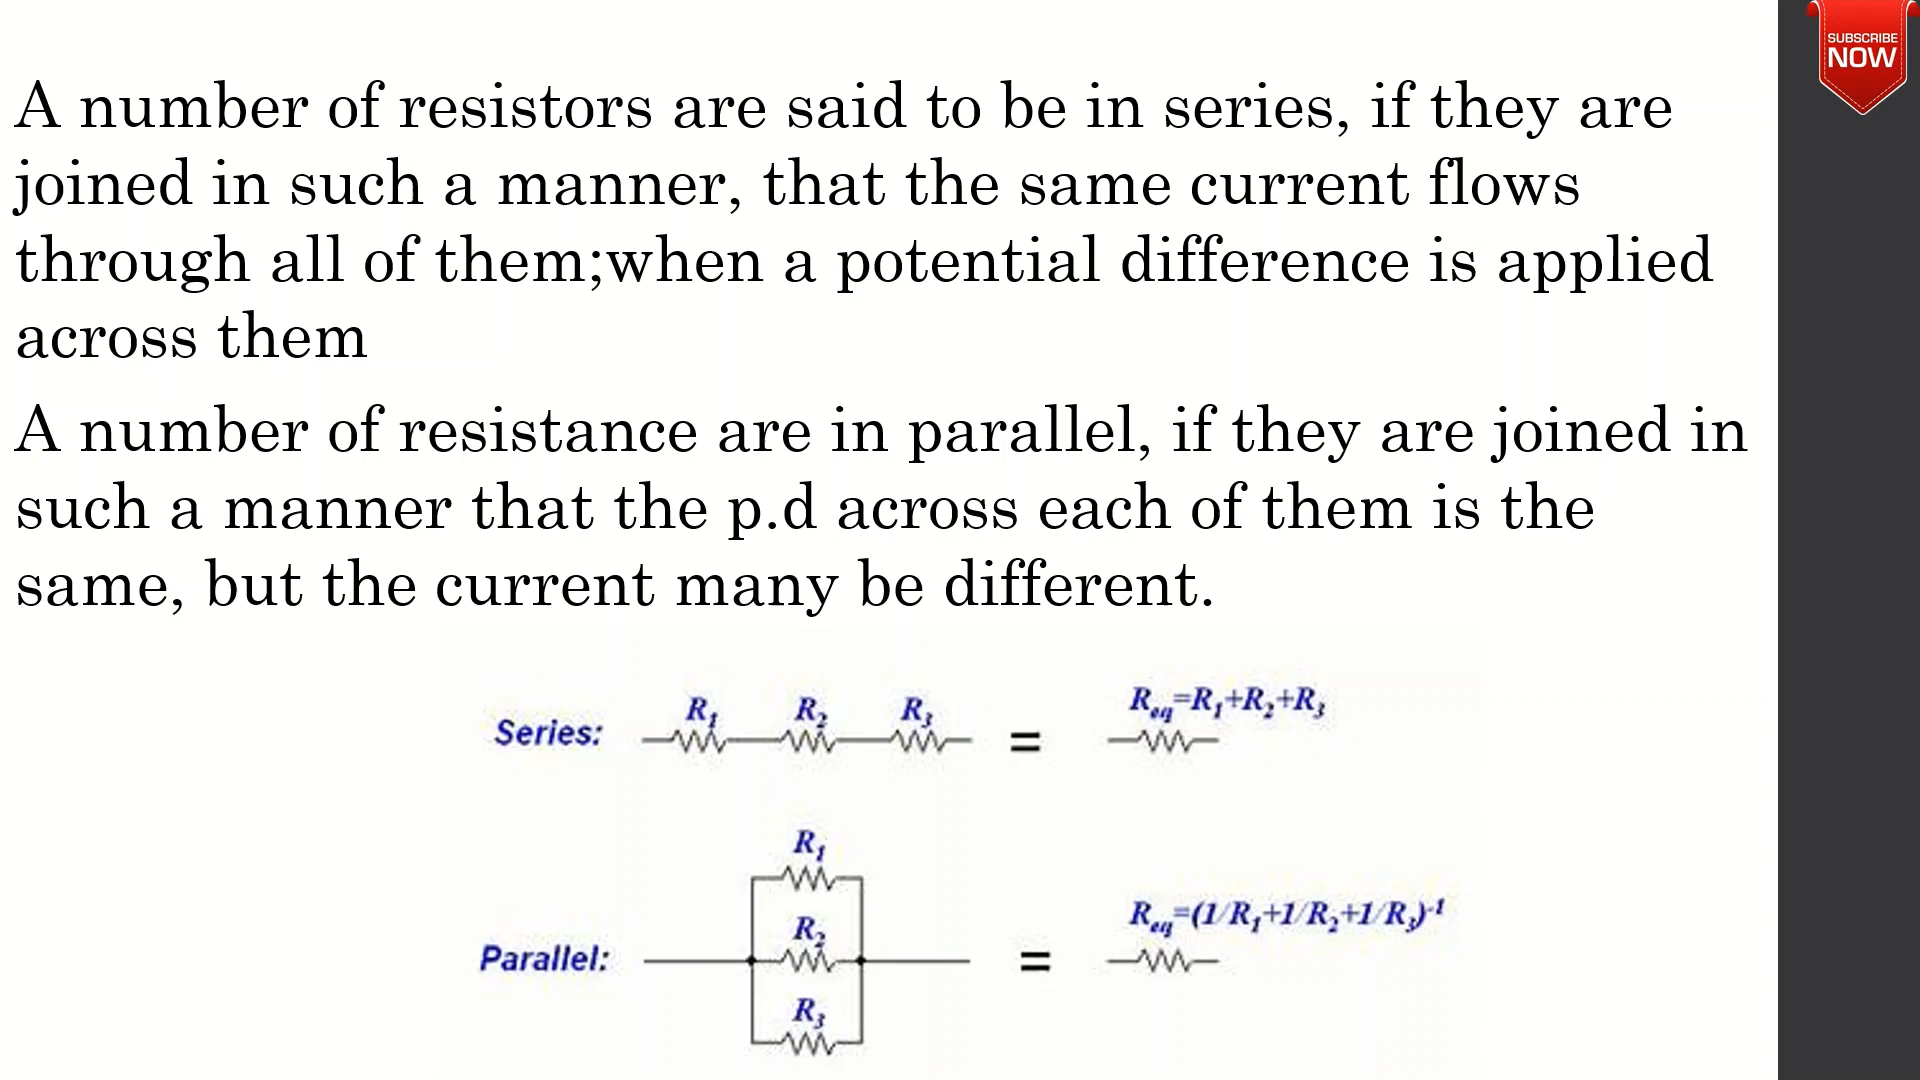 SUBSCRIBE
NOW
A number of resistors are said to be in series, if they are
joined in such a manner, that the same current flows
through all of them;when a potential difference is applied
across them
A number of resistance are in parallel, if they are joined in
such a manner that the p.d across each of them is the
same, but the current many be different.
Series: R₁ R₂ R₃ = R_eq=R₁+R₂+R₃
R₁
R₂
Parallel: = R_eq=(1/R₁+1/R₂+1/R₃)⁻¹
R₃